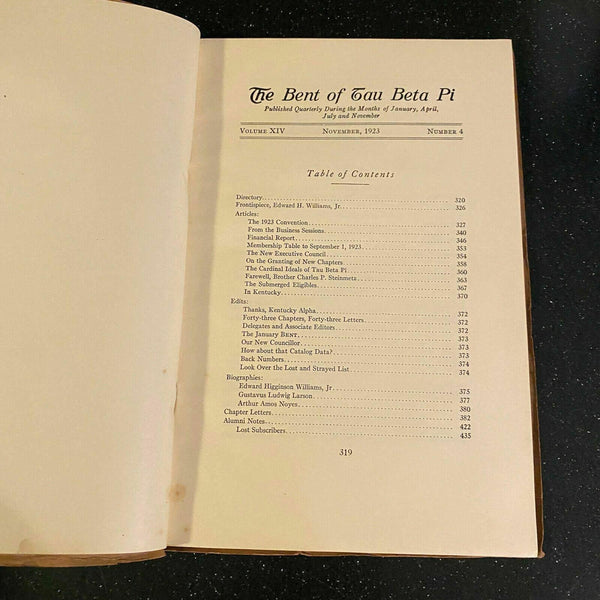 The Bent of Tau Beta Pi
Published Quarterly During the Months of January, April,
July and November
VOLUME XIV NOVEMBER, 1923 NUMBER 4
Table of Contents
Directory 320
Frontispiece, Edward H. Williams, Jr. 326
Articles:
The 1923 Convention 327
From the Business Sessions 340
Financial Report 346
Membership Table to September 1, 1923 353
The New Executive Council 354
On the Granting of New Chapters 358
The Cardinal Ideals of Tau Beta Pi 360
Farewell, Brother Charles P. Steinmetz 363
The Submerged Eligibles 367
In Kentucky 370
Edits:
Thanks, Kentucky Alpha 372
Forty-three Chapters, Forty-three Letters 372
Delegates and Associate Editors 372
The January BENT 373
Our New Councillor 373
How about that Catalog Data? 373
Back Numbers 374
Look Over the Lost and Strayed List 374
Biographies:
Edward Higginson Williams, Jr 375
Gustavus Ludwig Larson 377
Arthur Amos Noyes 380
Chapter Letters 382
Alumni Notes 422
Lost Subscribers 435
319